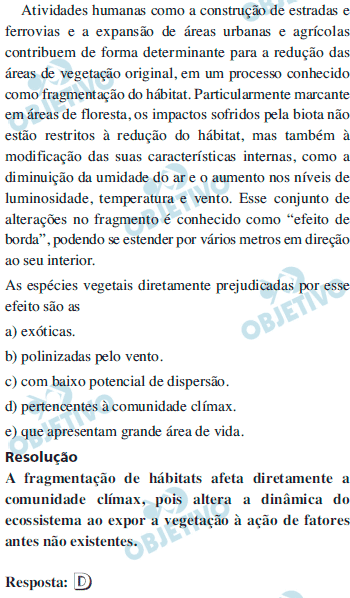 Atividades humanas como a construção de estradas e
ferrovias e a expansão de áreas urbanas e agrícolas
contribuem de forma determinante para a redução das
áreas de vegetação original, em um processo conhecido
como fragmentação do hábitat. Particularmente marcante
em áreas de floresta, os impactos sofridos pela biota não
estão restritos à redução do hábitat, mas também à
modificação das suas características internas, como a
diminuição da umidade do ar e o aumento nos níveis de
luminosidade, temperatura e vento. Esse conjunto de
alterações no fragmento é conhecido como “efeito de
borda”, podendo se estender por vários metros em direção
ao seu interior.
As espécies vegetais diretamente prejudicadas por esse
efeito são as
a) exóticas.
b) polinizadas pelo vento.
c) com baixo potencial de dispersão.
d) pertencentes à comunidade clímax.
e) que apresentam grande área de vida.
Resolução
A fragmentação de hábitats afeta diretamente a
comunidade clímax, pois altera a dinâmica do
ecossistema ao expor a vegetação à ação de fatores
antes não existentes.
Resposta: D
OBJETIVO
OBJETIVO
OBJETIVO
OBJETIVO
OBJETIVO